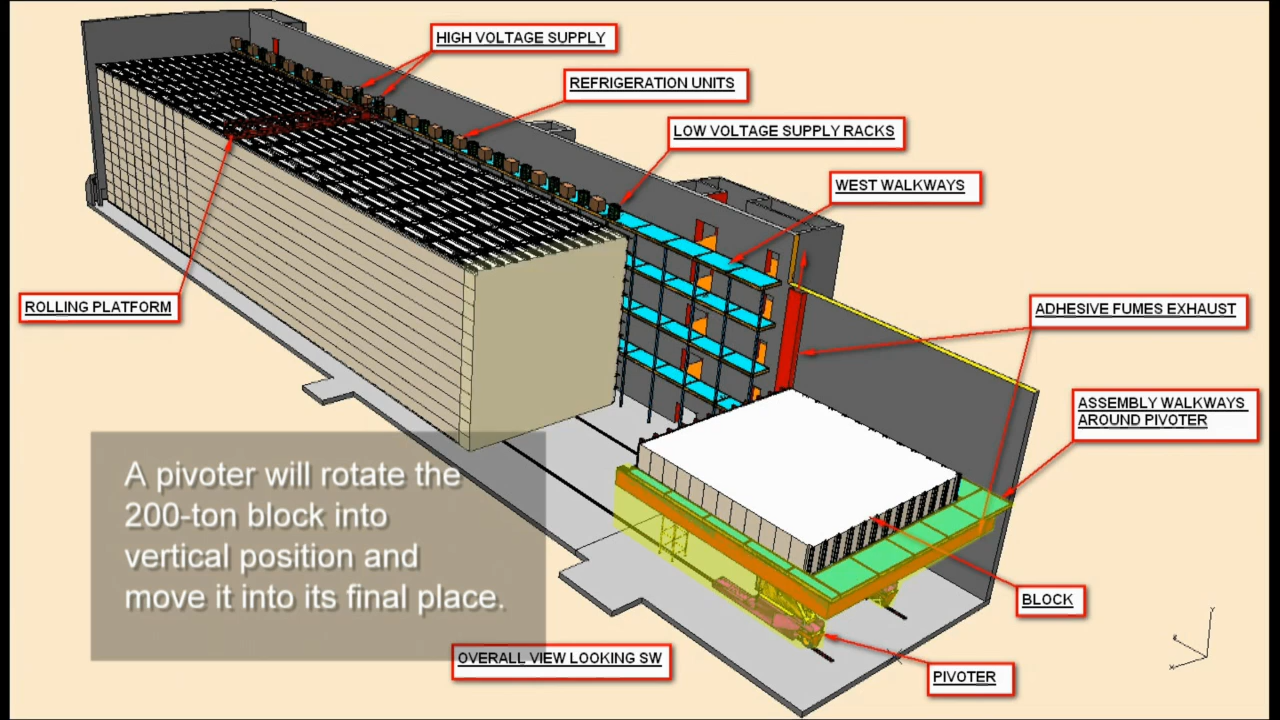 HIGH VOLTAGE SUPPLY
REFRIGERATION UNITS
LOW VOLTAGE SUPPLY RACKS
WEST WALKWAYS
ROLLING PLATFORM
ADHESIVE FUMES EXHAUST
ASSEMBLY WALKWAYS
AROUND PIVOTER
A pivoter will rotate the
200-ton block into
vertical position and
move it into its final place.
BLOCK
OVERALL VIEW LOOKING SW
PIVOTER